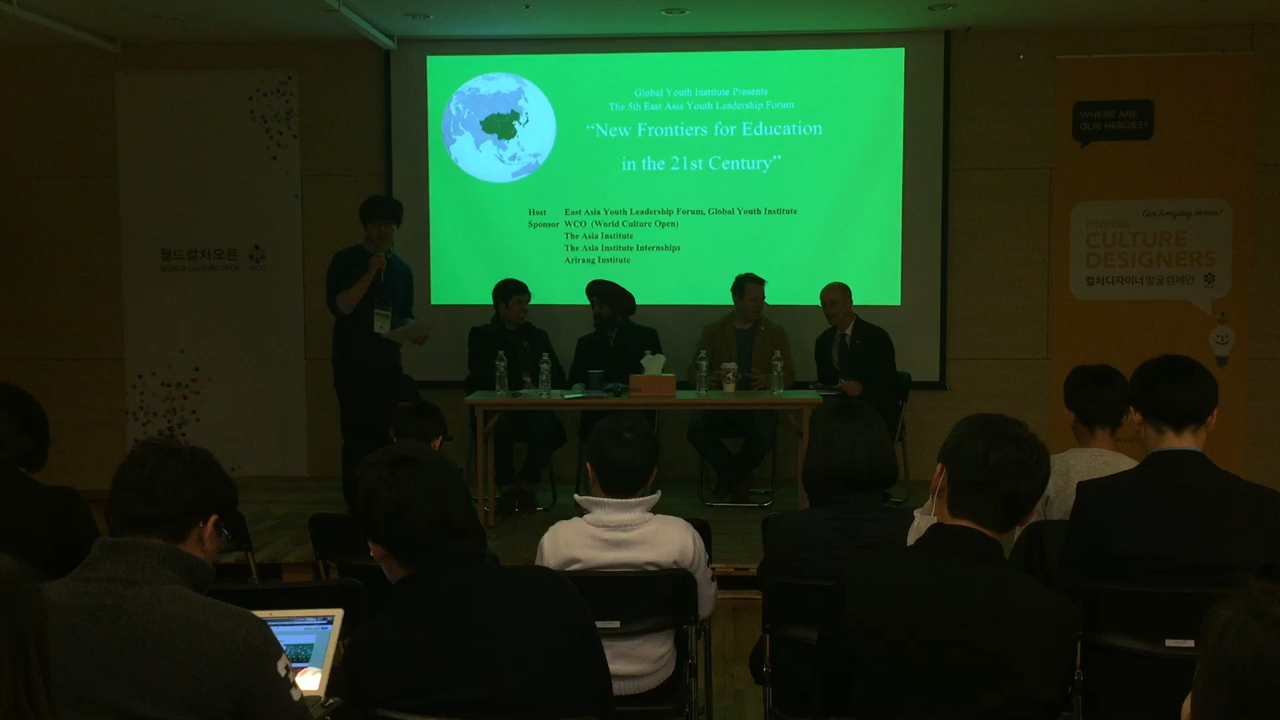 Global Youth Institute Presents
The 5th East Asia Youth Leadership Forum
“New Frontiers for Education
in the 21st Century”
Host East Asia Youth Leadership Forum, Global Youth Institute
Sponsor WCO (World Culture Open)
The Asia Institute
The Asia Institute Internships
Arirang Institute
월드컬처오픈
WORLD CULTURE OPEN
WHERE ARE
OUR HEROES?
Our Everyday Heroes!
CULTURE
DESIGNERS
컬처디자이너 발굴캠페인